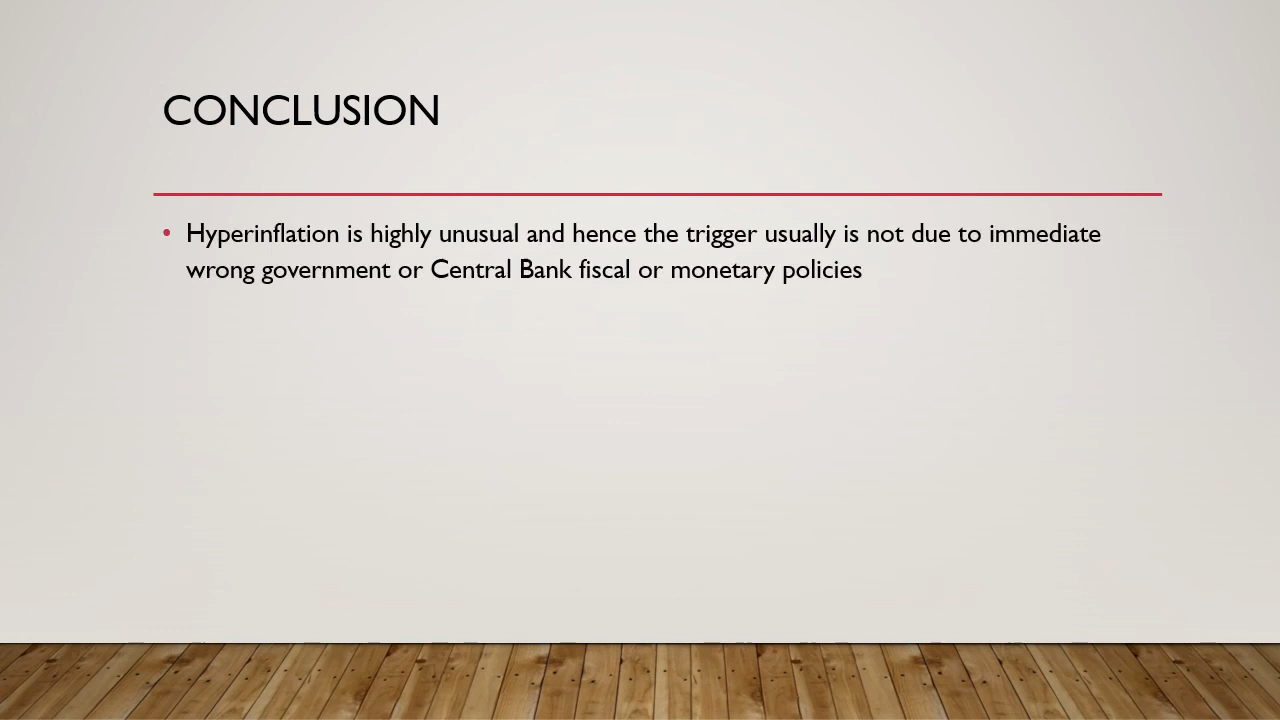 CONCLUSION
• Hyperinflation is highly unusual and hence the trigger usually is not due to immediate
wrong government or Central Bank fiscal or monetary policies